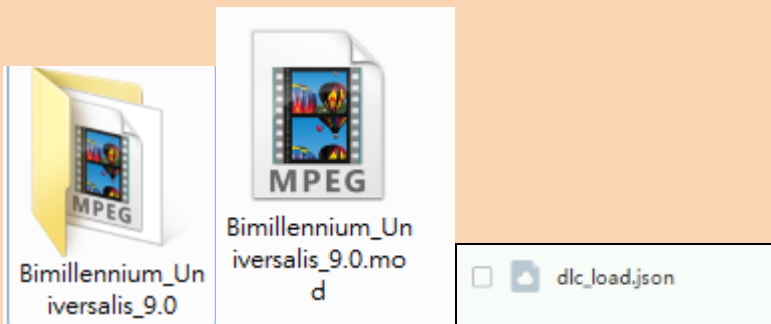 MPEG
Bimillennium_Un
iversalis_9.0
MPEG
Bimillennium_Un
iversalis_9.0.mo
d
dlc_load.json